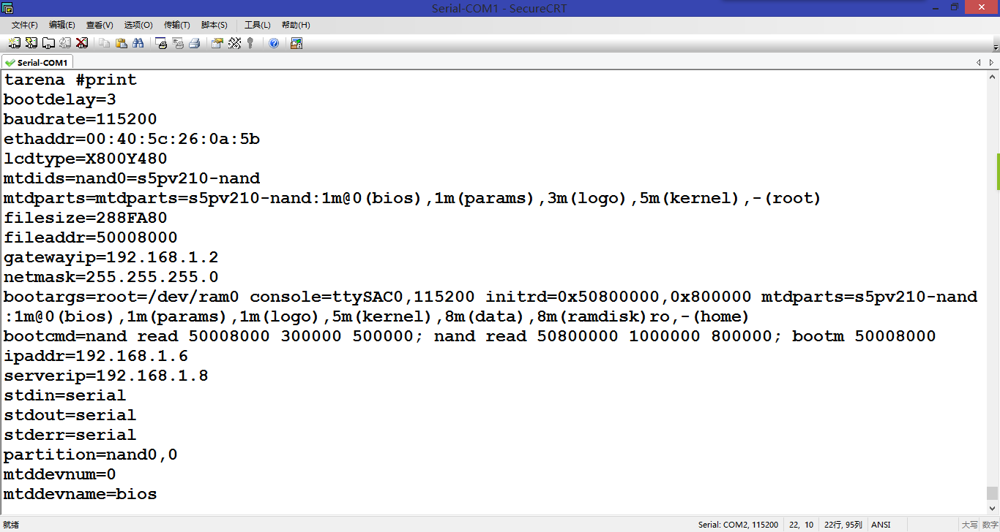 Serial-COM1 - SecureCRT
文件(F) 编辑(E) 查看(V) 选项(O) 传输(T) 脚本(S) 工具(L) 帮助(H)
Serial-COM1
tarena #print
bootdelay=3
baudrate=115200
ethaddr=00:40:5c:26:0a:5b
lcdtype=X800Y480
mtdids=nand0=s5pv210-nand
mtdparts=mtdparts=s5pv210-nand:1m@0(bios),1m(params),3m(logo),5m(kernel),-(root)
filesize=288FA80
fileaddr=50008000
gatewayip=192.168.1.2
netmask=255.255.255.0
bootargs=root=/dev/ram0 console=ttySAC0,115200 initrd=0x50800000,0x800000 mtdparts=s5pv210-nand
:1m@0(bios),1m(params),1m(logo),5m(kernel),8m(data),8m(ramdisk)ro,-(home)
bootcmd=nand read 50008000 300000 500000; nand read 50800000 1000000 800000; bootm 50008000
ipaddr=192.168.1.6
serverip=192.168.1.8
stdin=serial
stdout=serial
stderr=serial
partition=nand0,0
mtddevnum=0
mtddevname=bios
就绪 Serial: COM2, 115200 22, 10 22行, 95列 ANSI 大写 数字